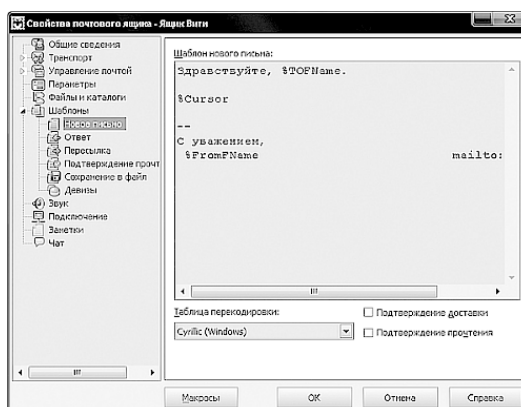 Свойства почтового ящика - Ящик Вити
Общие сведения
Транспорт
Управление почтой
Параметры
Файлы и каталоги
Шаблоны
Новое письмо
Ответ
Пересылка
Подтверждение прочт
Сохранение в файл
Девизы
Звук
Подключение
Заметки
Чат
Шаблон нового письма:
Здравствуйте, %TOFName.
%Cursor
--
С уважением,
%FromFName mailto:
Таблица перекодировки:
Cyrillic (Windows)
Подтверждение доставки
Подтверждение прочтения
Макросы
OK
Отмена
Справка